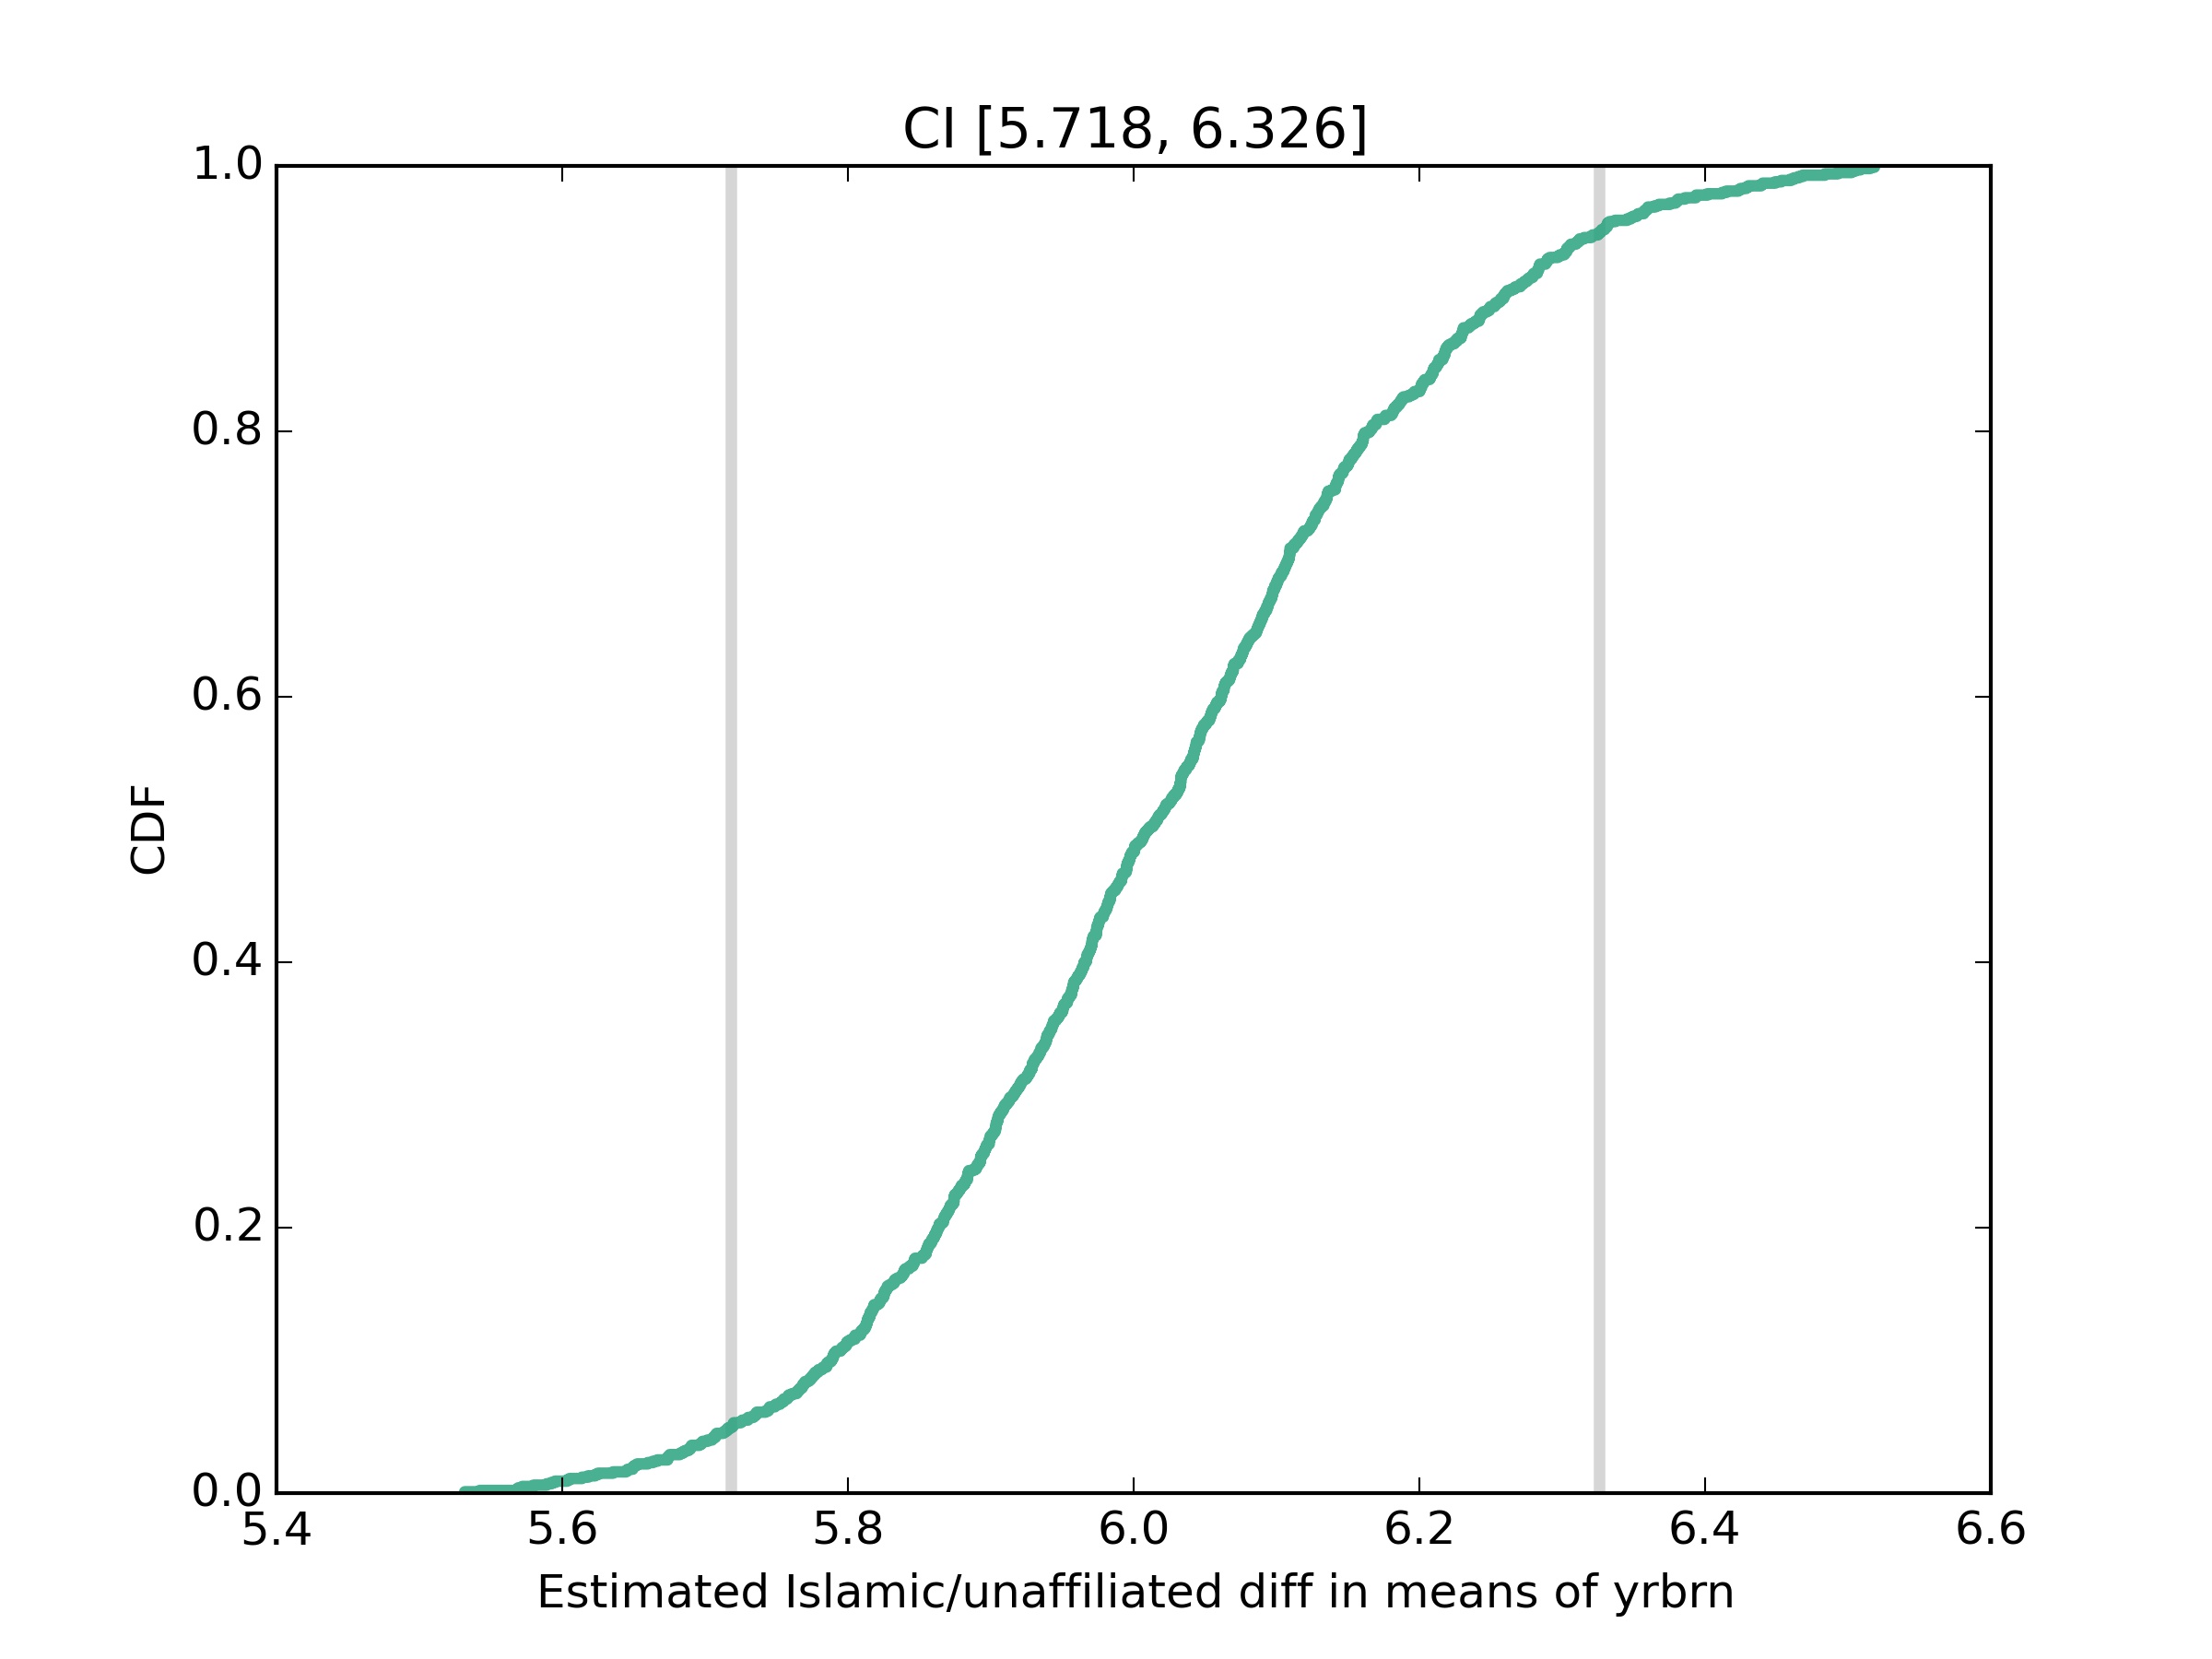 CI [5.718, 6.326]
1.0
0.8
0.6
0.4
0.2
0.0
CDF
5.4 5.6 5.8 6.0 6.2 6.4 6.6
Estimated Islamic/unaffiliated diff in means of yrbrn